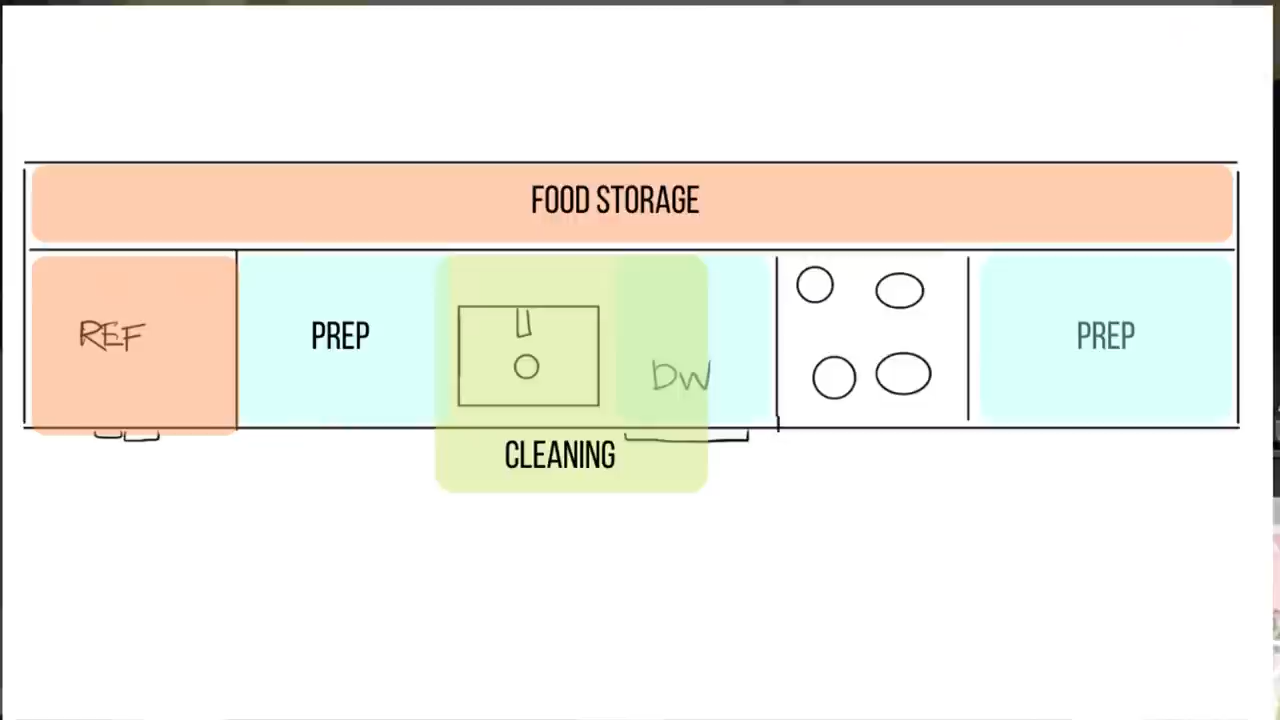 FOOD STORAGE
REF
PREP
DW
PREP
CLEANING